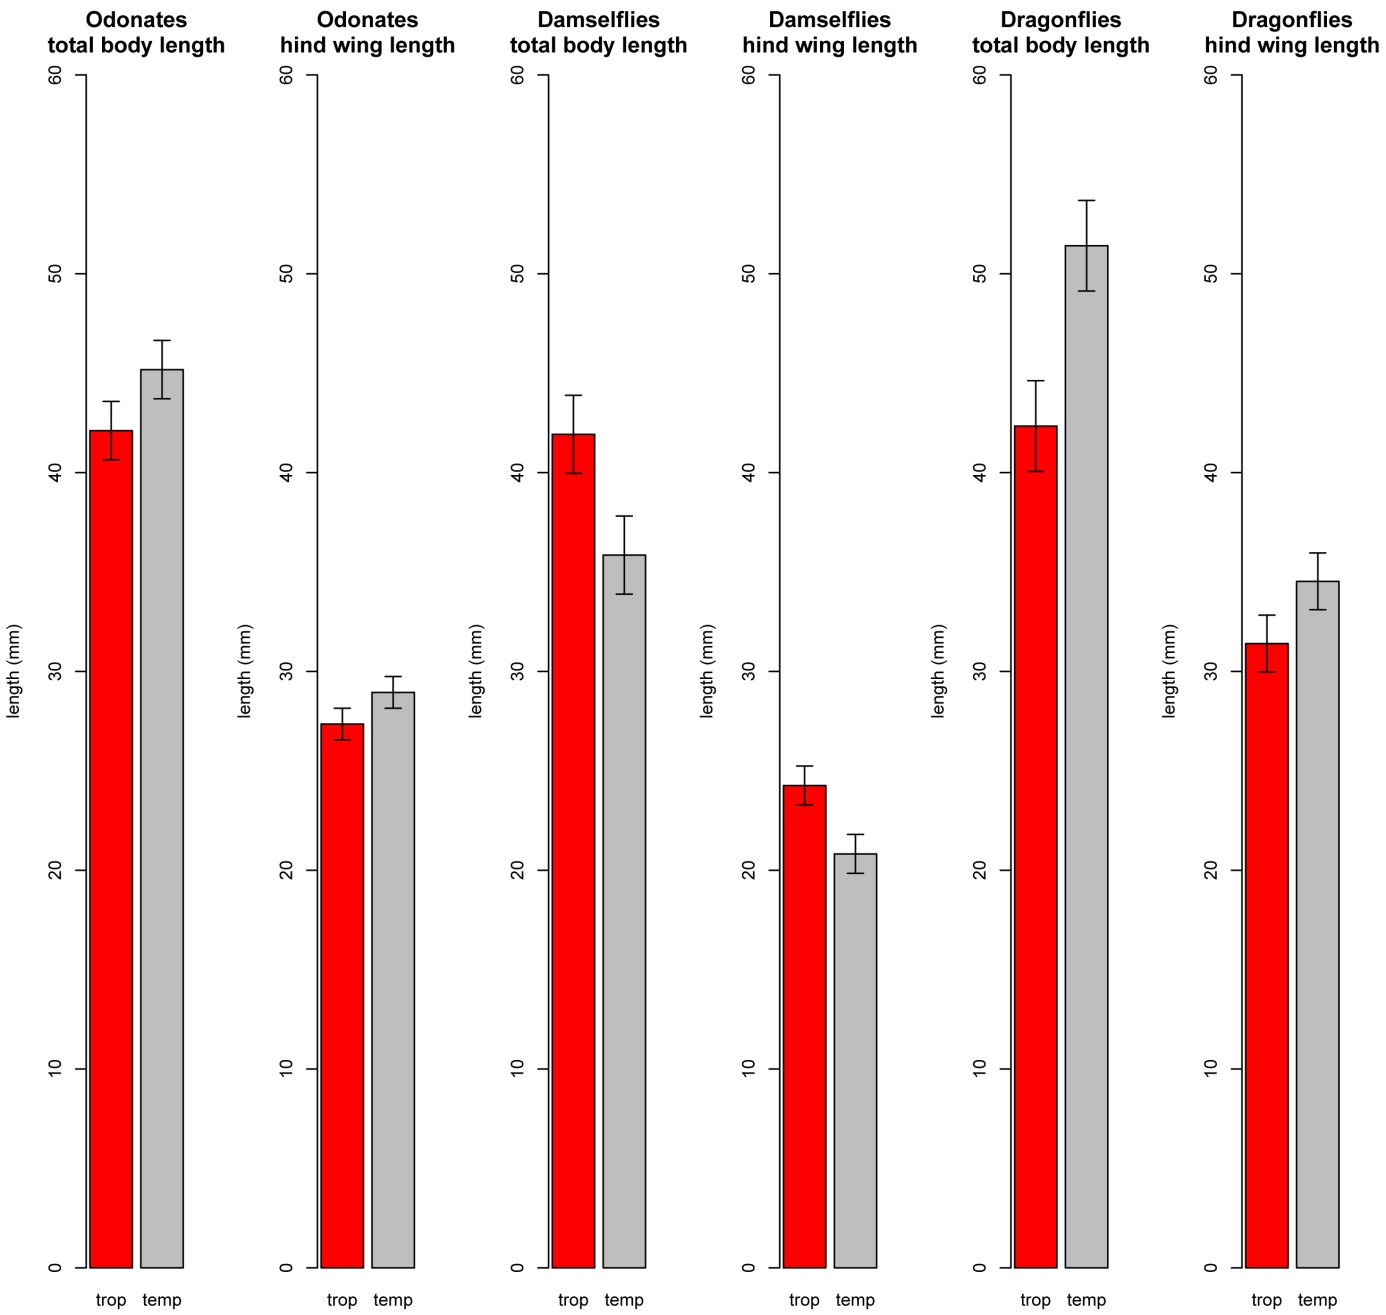 Odonates
total body length
Odonates
hind wing length
Damselflies
total body length
Damselflies
hind wing length
Dragonflies
total body length
Dragonflies
hind wing length
length (mm)
60
50
40
30
20
10
0
trop temp
length (mm)
60
50
40
30
20
10
0
trop temp
length (mm)
60
50
40
30
20
10
0
trop temp
length (mm)
60
50
40
30
20
10
0
trop temp
length (mm)
60
50
40
30
20
10
0
trop temp
length (mm)
60
50
40
30
20
10
0
trop temp